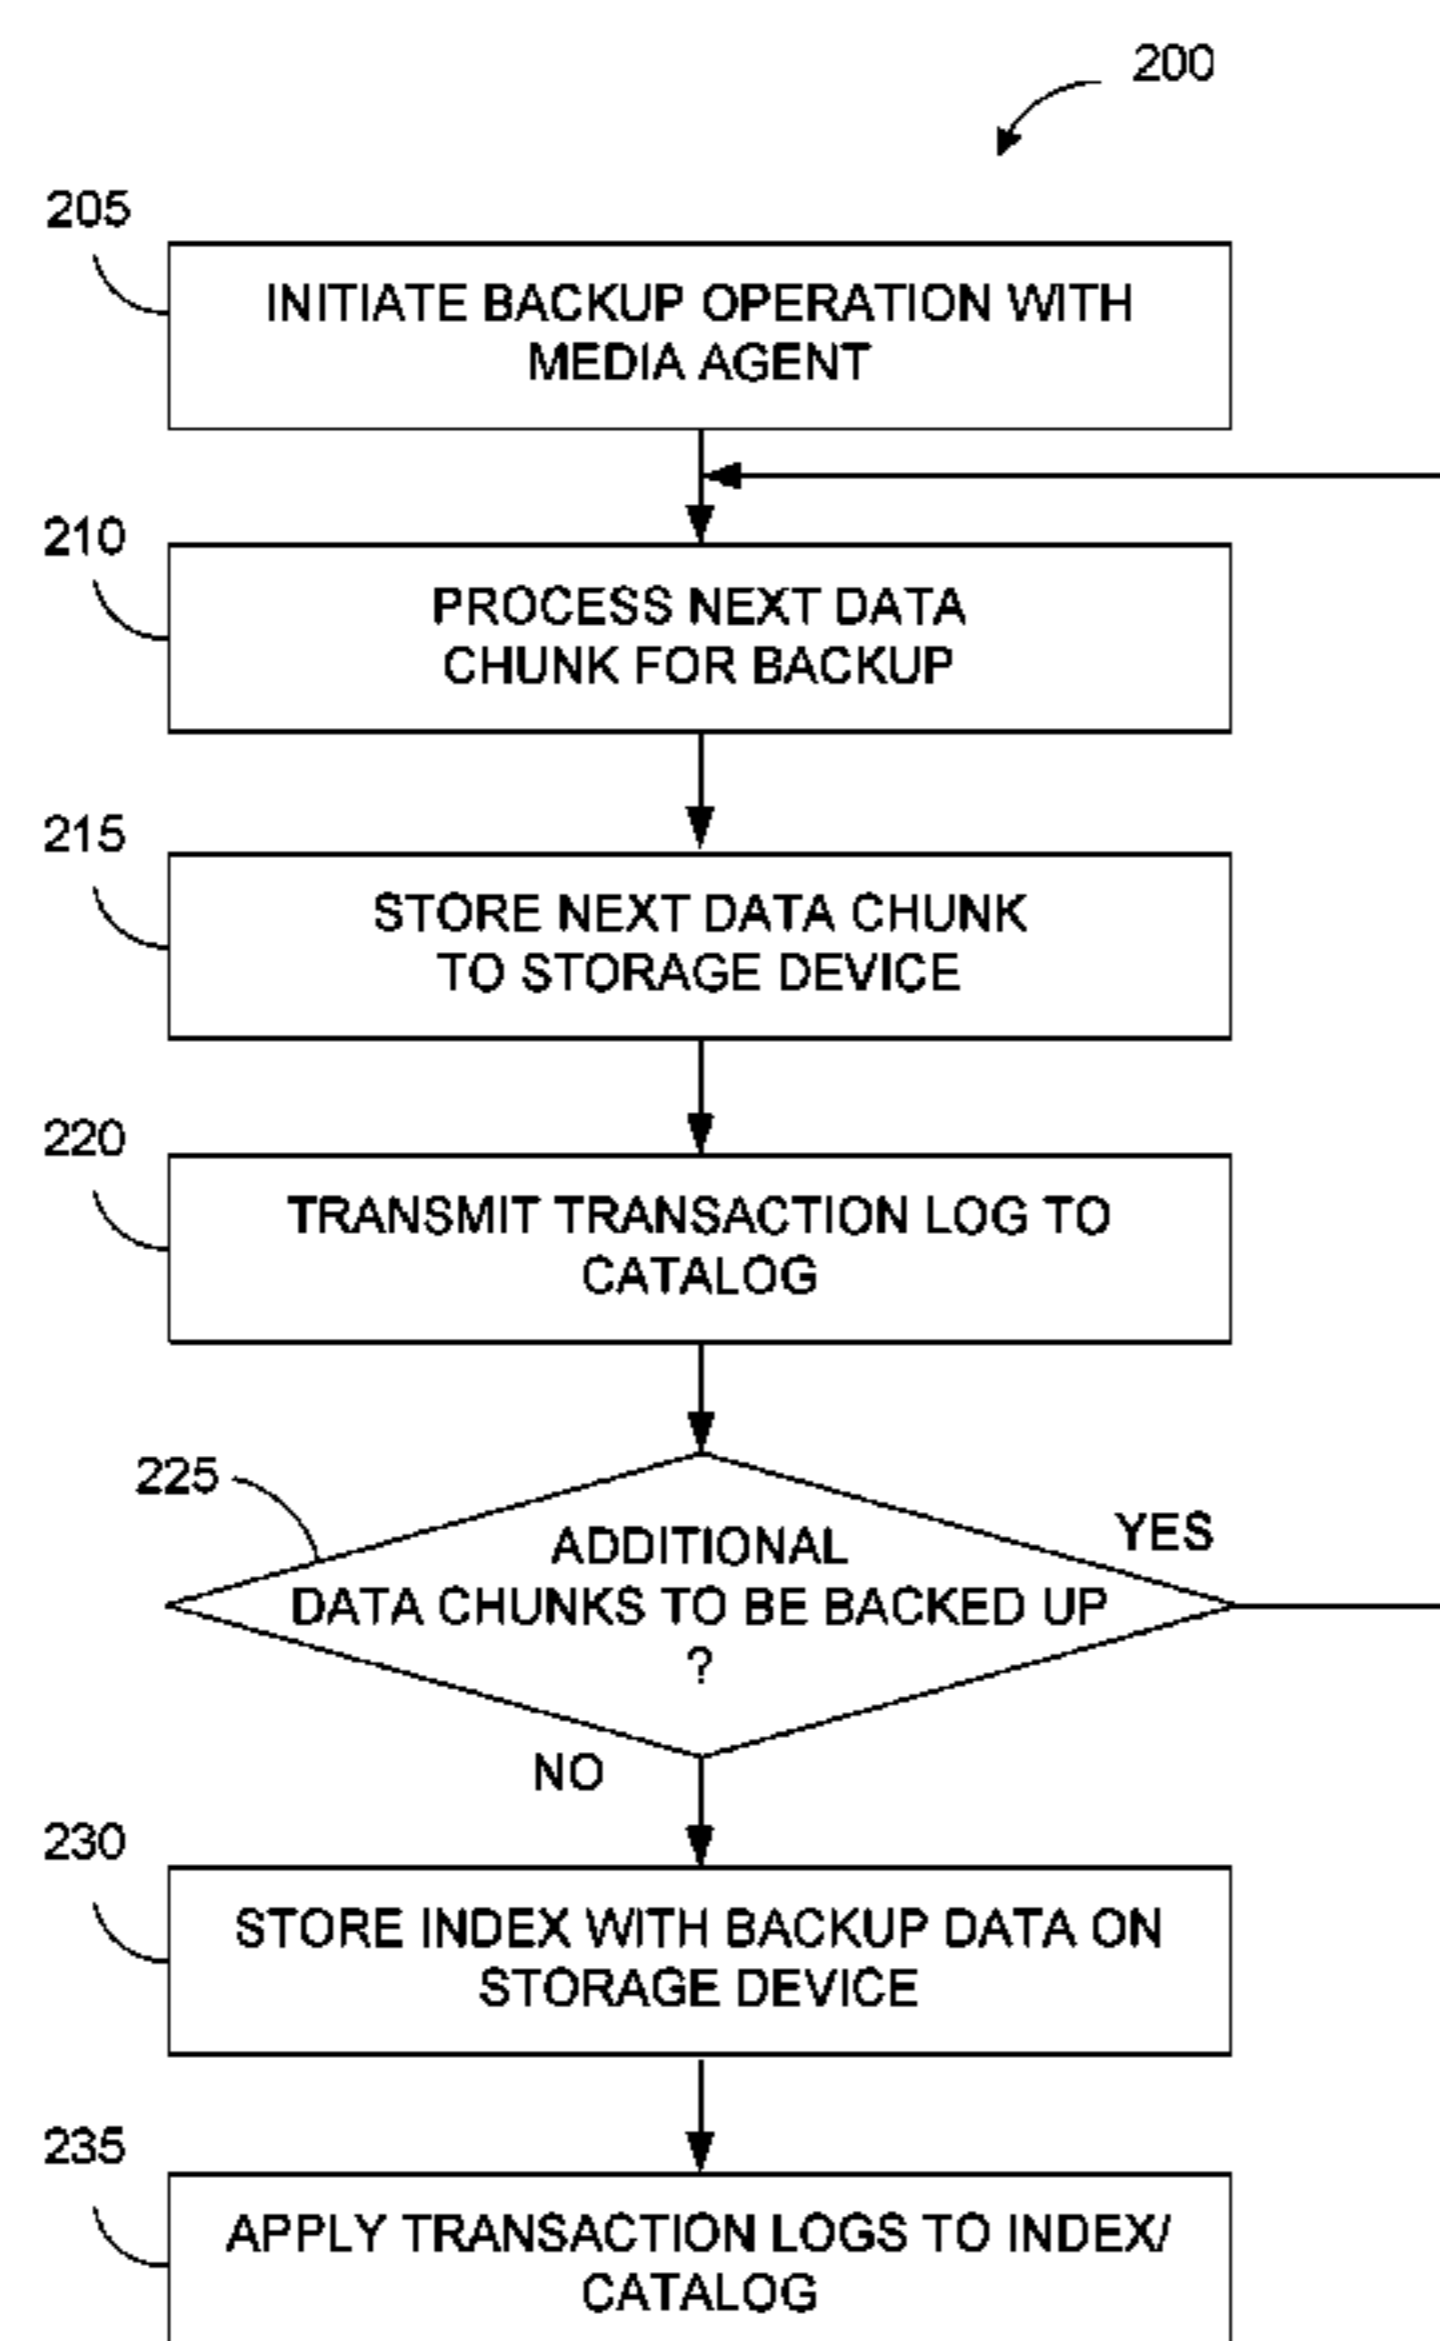 200
205
INITIATE BACKUP OPERATION WITH
MEDIA AGENT
210
PROCESS NEXT DATA
CHUNK FOR BACKUP
215
STORE NEXT DATA CHUNK
TO STORAGE DEVICE
220
TRANSMIT TRANSACTION LOG TO
CATALOG
225
YES
ADDITIONAL
DATA CHUNKS TO BE BACKED UP
?
NO
230
STORE INDEX WITH BACKUP DATA ON
STORAGE DEVICE
235
APPLY TRANSACTION LOGS TO INDEX/
CATALOG